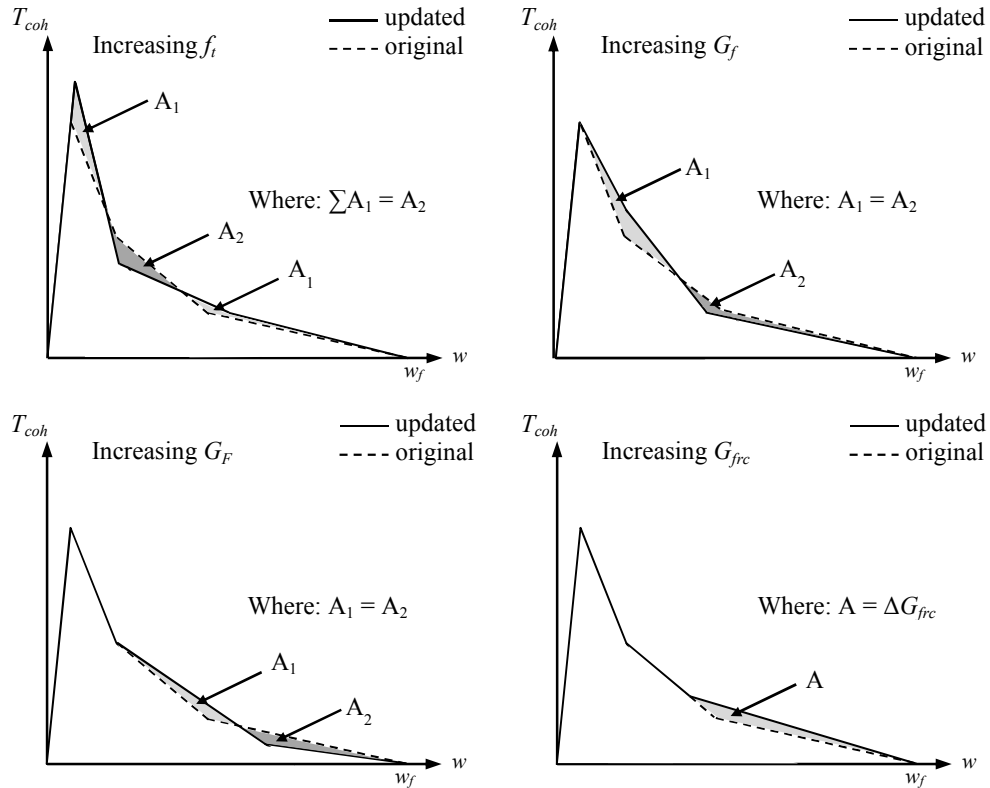 T_coh
Increasing f_t
updated
original
A_1
Where: ∑A_1 = A_2
A_2
A_1
w
w_f
Increasing G_f
updated
original
A_1
Where: A_1 = A_2
A_2
w
w_f
T_coh
Increasing G_F
updated
original
Where: A_1 = A_2
A_1
A_2
w
w_f
T_coh
Increasing G_frc
updated
original
Where: A = ΔG_frc
A
w
w_f
T_coh